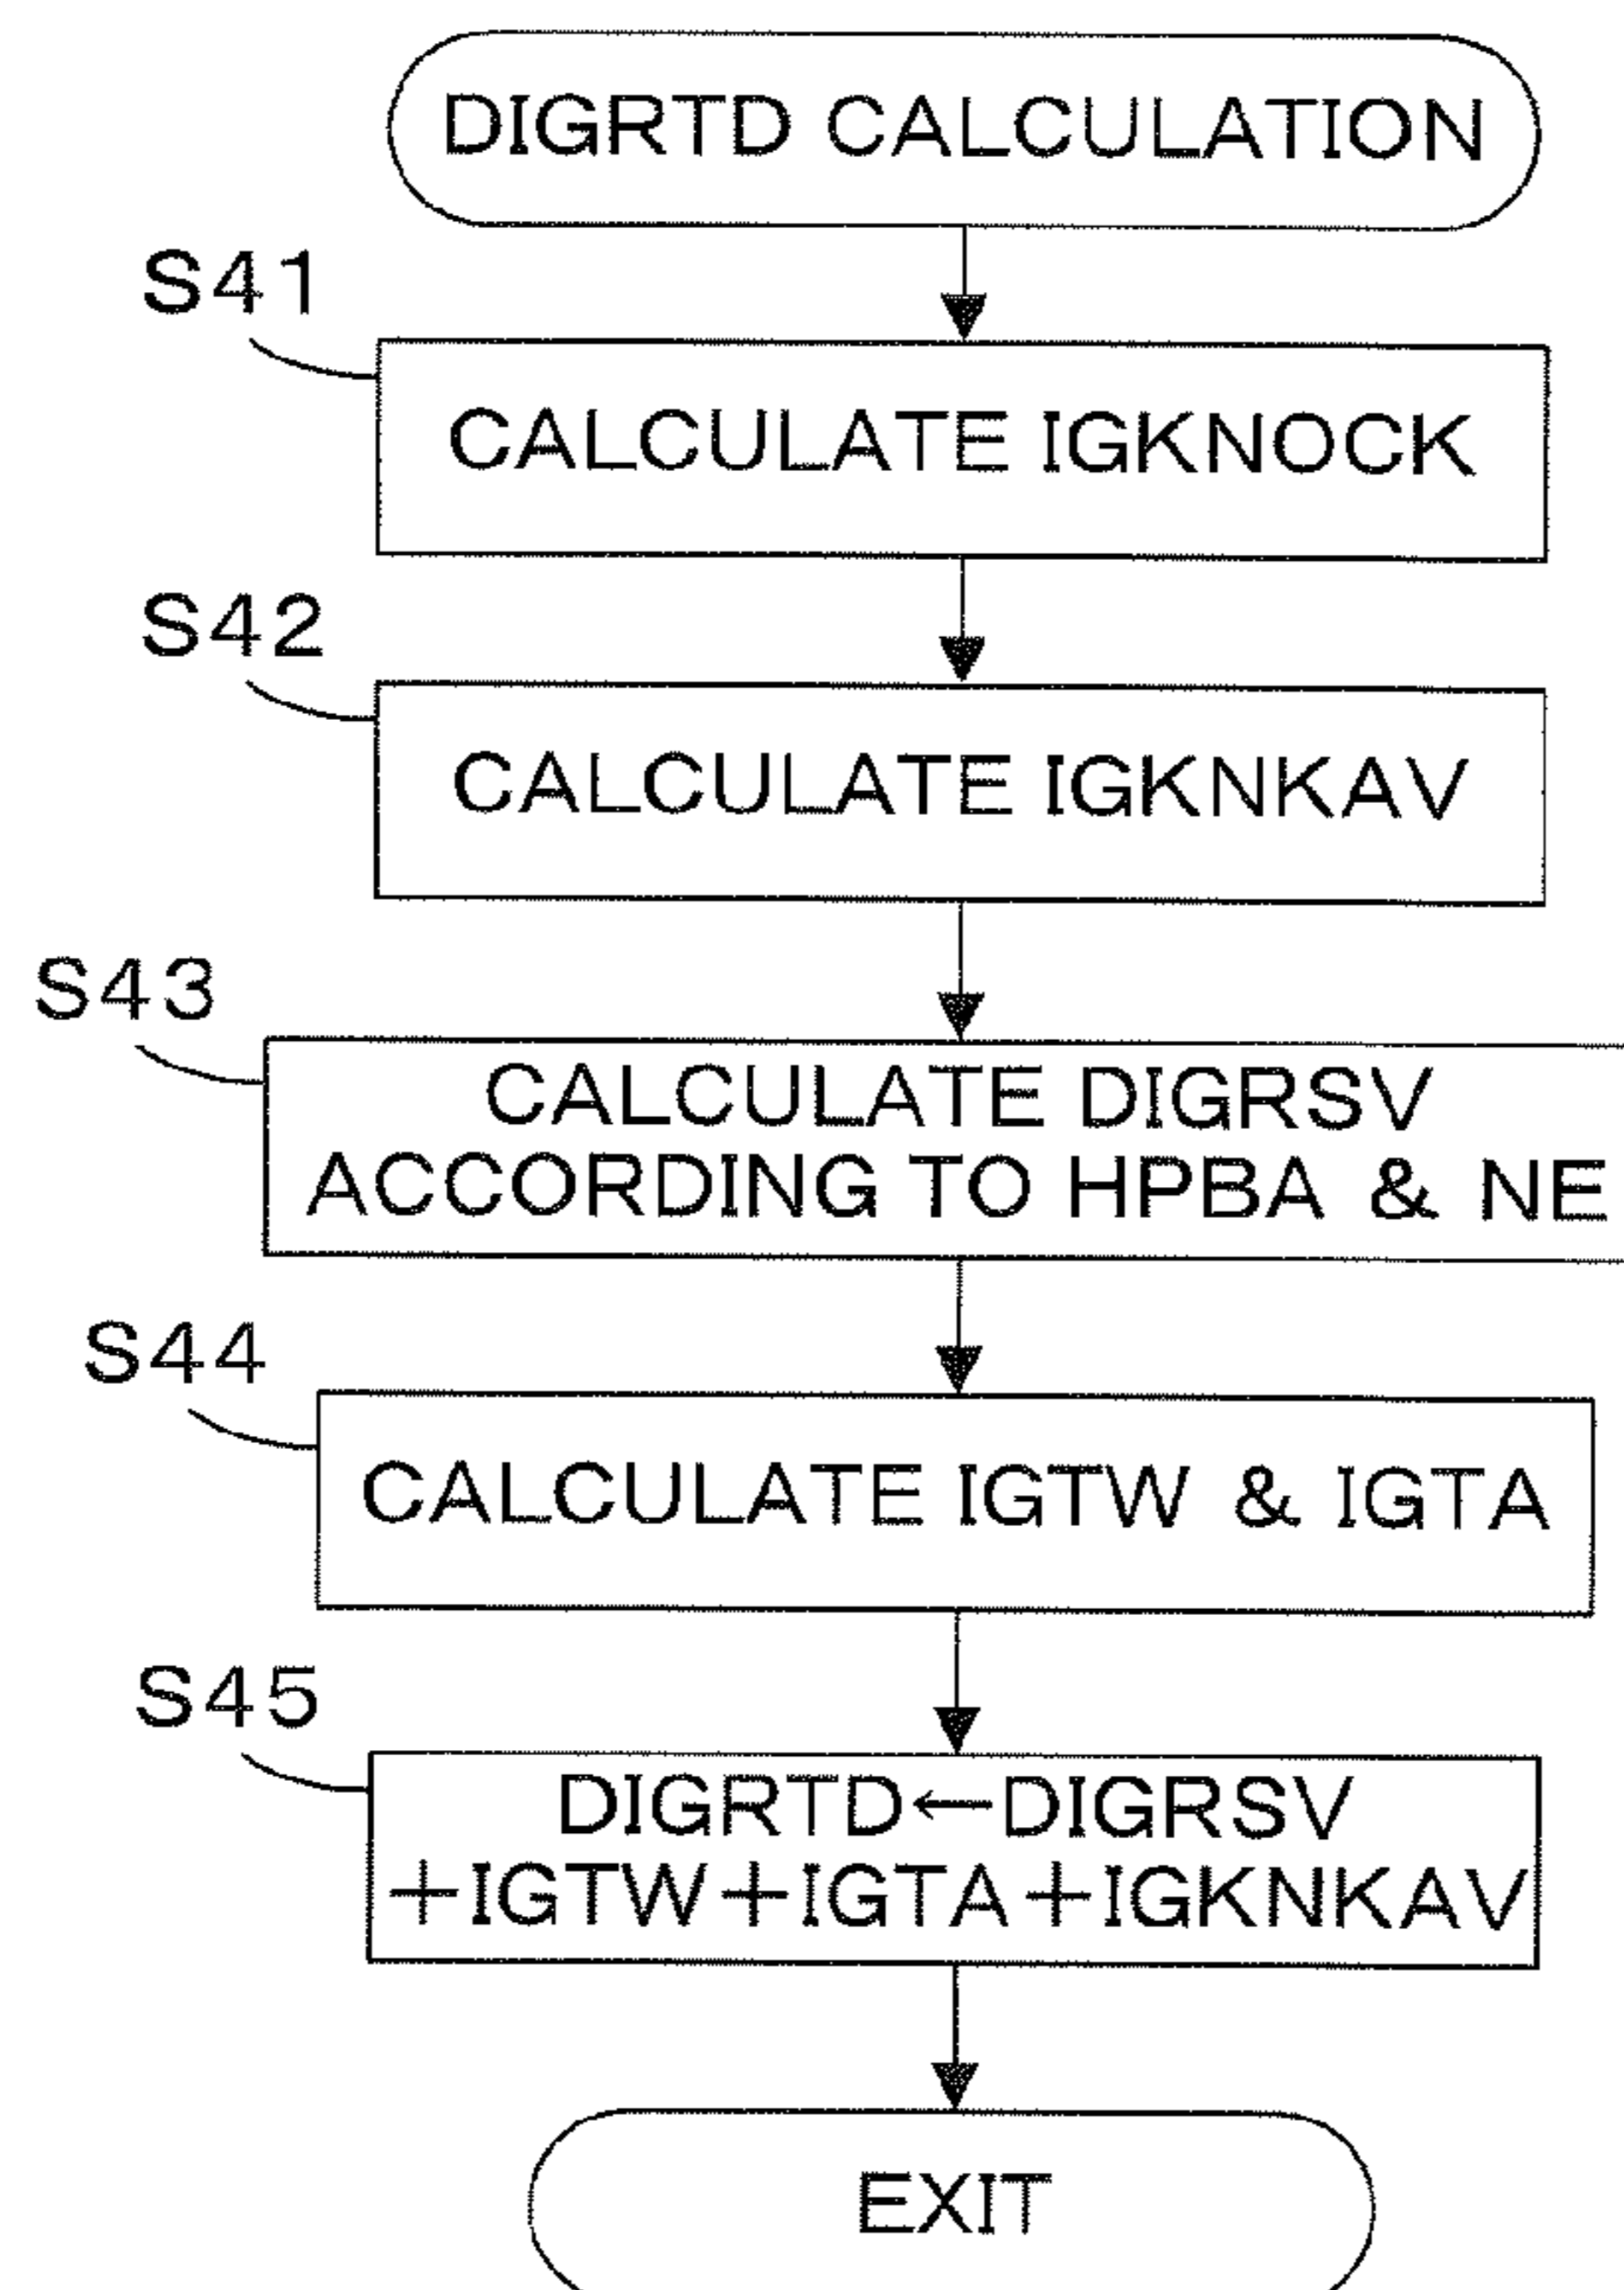 DIGRTD CALCULATION
S41
CALCULATE IGKNOCK
S42
CALCULATE IGKNKAV
S43
CALCULATE DIGRSV
ACCORDING TO HPBA & NE
S44
CALCULATE IGTW & IGTA
S45
DIGRTD←DIGRSV
+IGTW+IGTA+IGKNKAV
EXIT